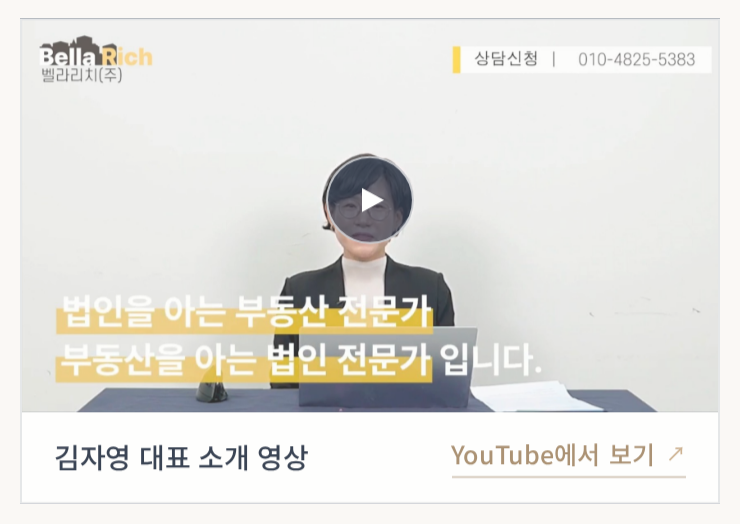 Bella Rich
벨라리치(주)
상담신청 | 010-4825-5383
법인을 아는 부동산 전문가
부동산을 아는 법인 전문가 입니다.
김자영 대표 소개 영상
YouTube에서 보기 ↗